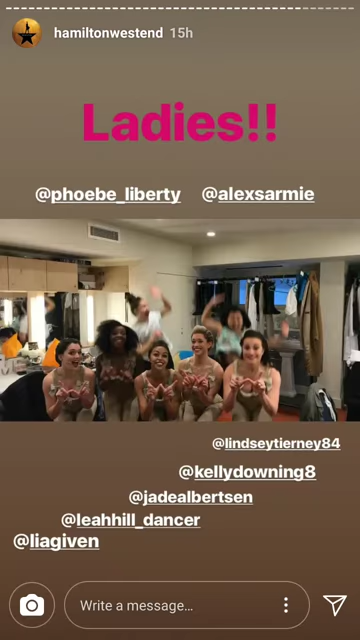 hamiltonwestend 15h
Ladies!!
@phoebe_liberty @alexsarmie
@lindseytierney84
@kellydowning8
@jadealbertsen
@leahhill_dancer
@liagiven
Write a message...